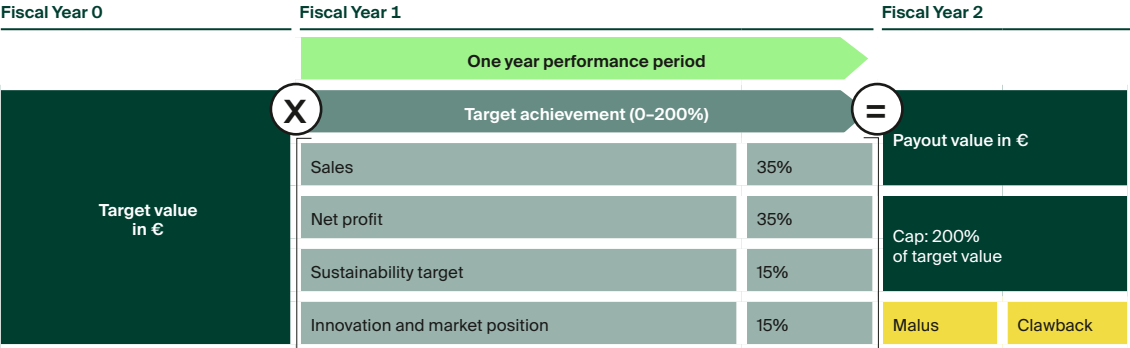 Fiscal Year 0
Fiscal Year 1
Fiscal Year 2
One year performance period
Target value
in €
X
Target achievement (0–200%)
=
Sales
35%
Net profit
35%
Sustainability target
15%
Innovation and market position
15%
Payout value in €
Cap: 200%
of target value
Malus
Clawback